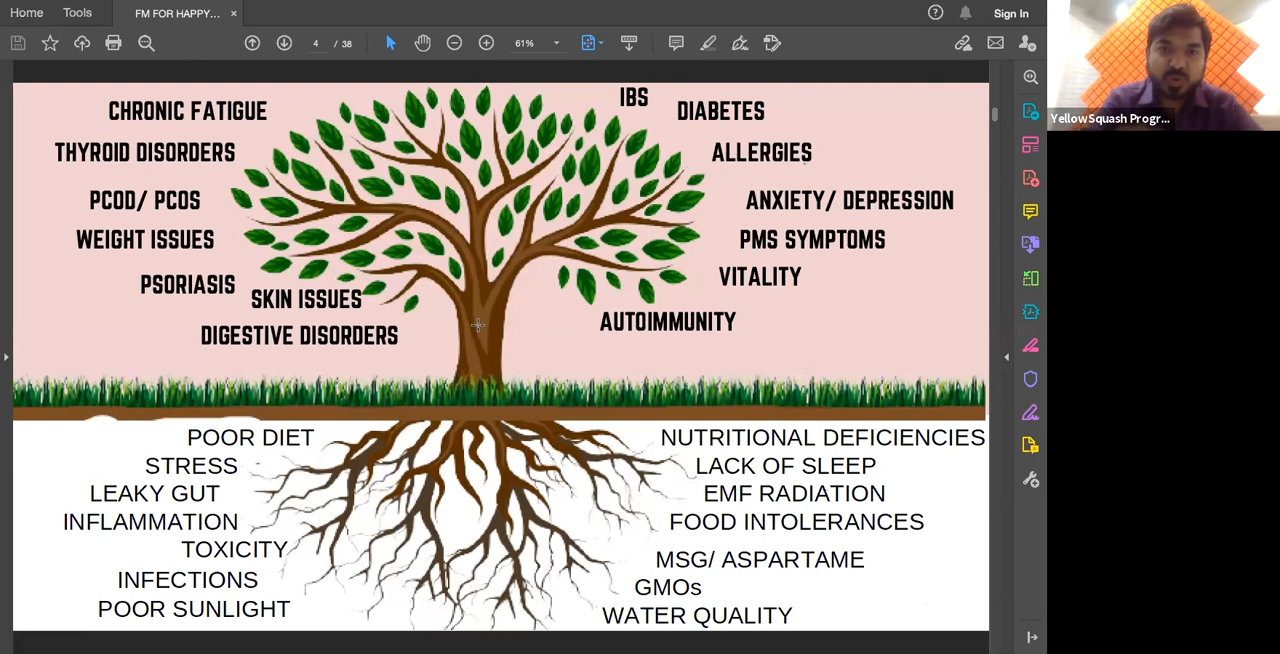 Home Tools FM FOR HAPPY... × Sign In
4 / 38 61%
YellowSquash Progr...
CHRONIC FATIGUE
IBS
DIABETES
THYROID DISORDERS
ALLERGIES
PCOD/ PCOS
ANXIETY/ DEPRESSION
WEIGHT ISSUES
PMS SYMPTOMS
PSORIASIS
VITALITY
SKIN ISSUES
AUTOIMMUNITY
DIGESTIVE DISORDERS
POOR DIET
STRESS
LEAKY GUT
INFLAMMATION
TOXICITY
INFECTIONS
POOR SUNLIGHT
NUTRITIONAL DEFICIENCIES
LACK OF SLEEP
EMF RADIATION
FOOD INTOLERANCES
MSG/ ASPARTAME
GMOs
WATER QUALITY